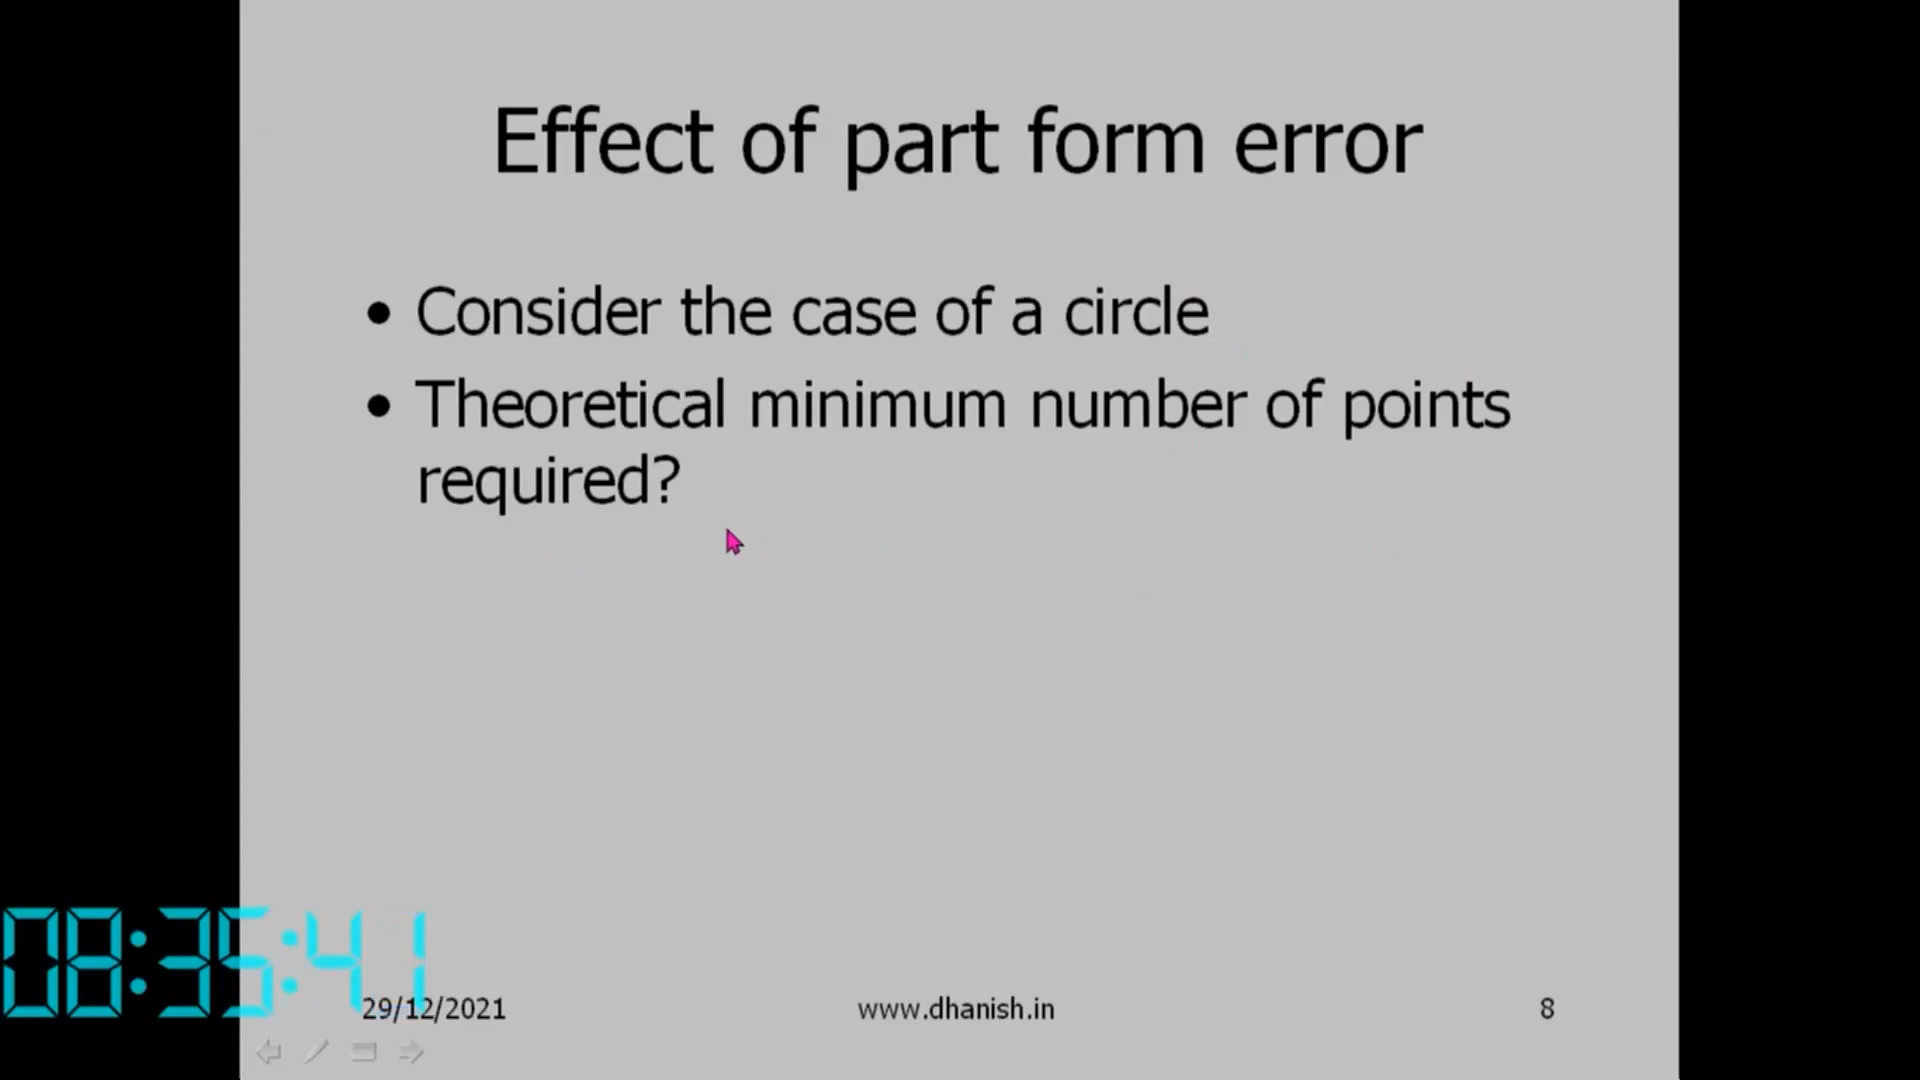 Effect of part form error
• Consider the case of a circle
• Theoretical minimum number of points
required?
08:35:41
29/12/2021
www.dhanish.in
8